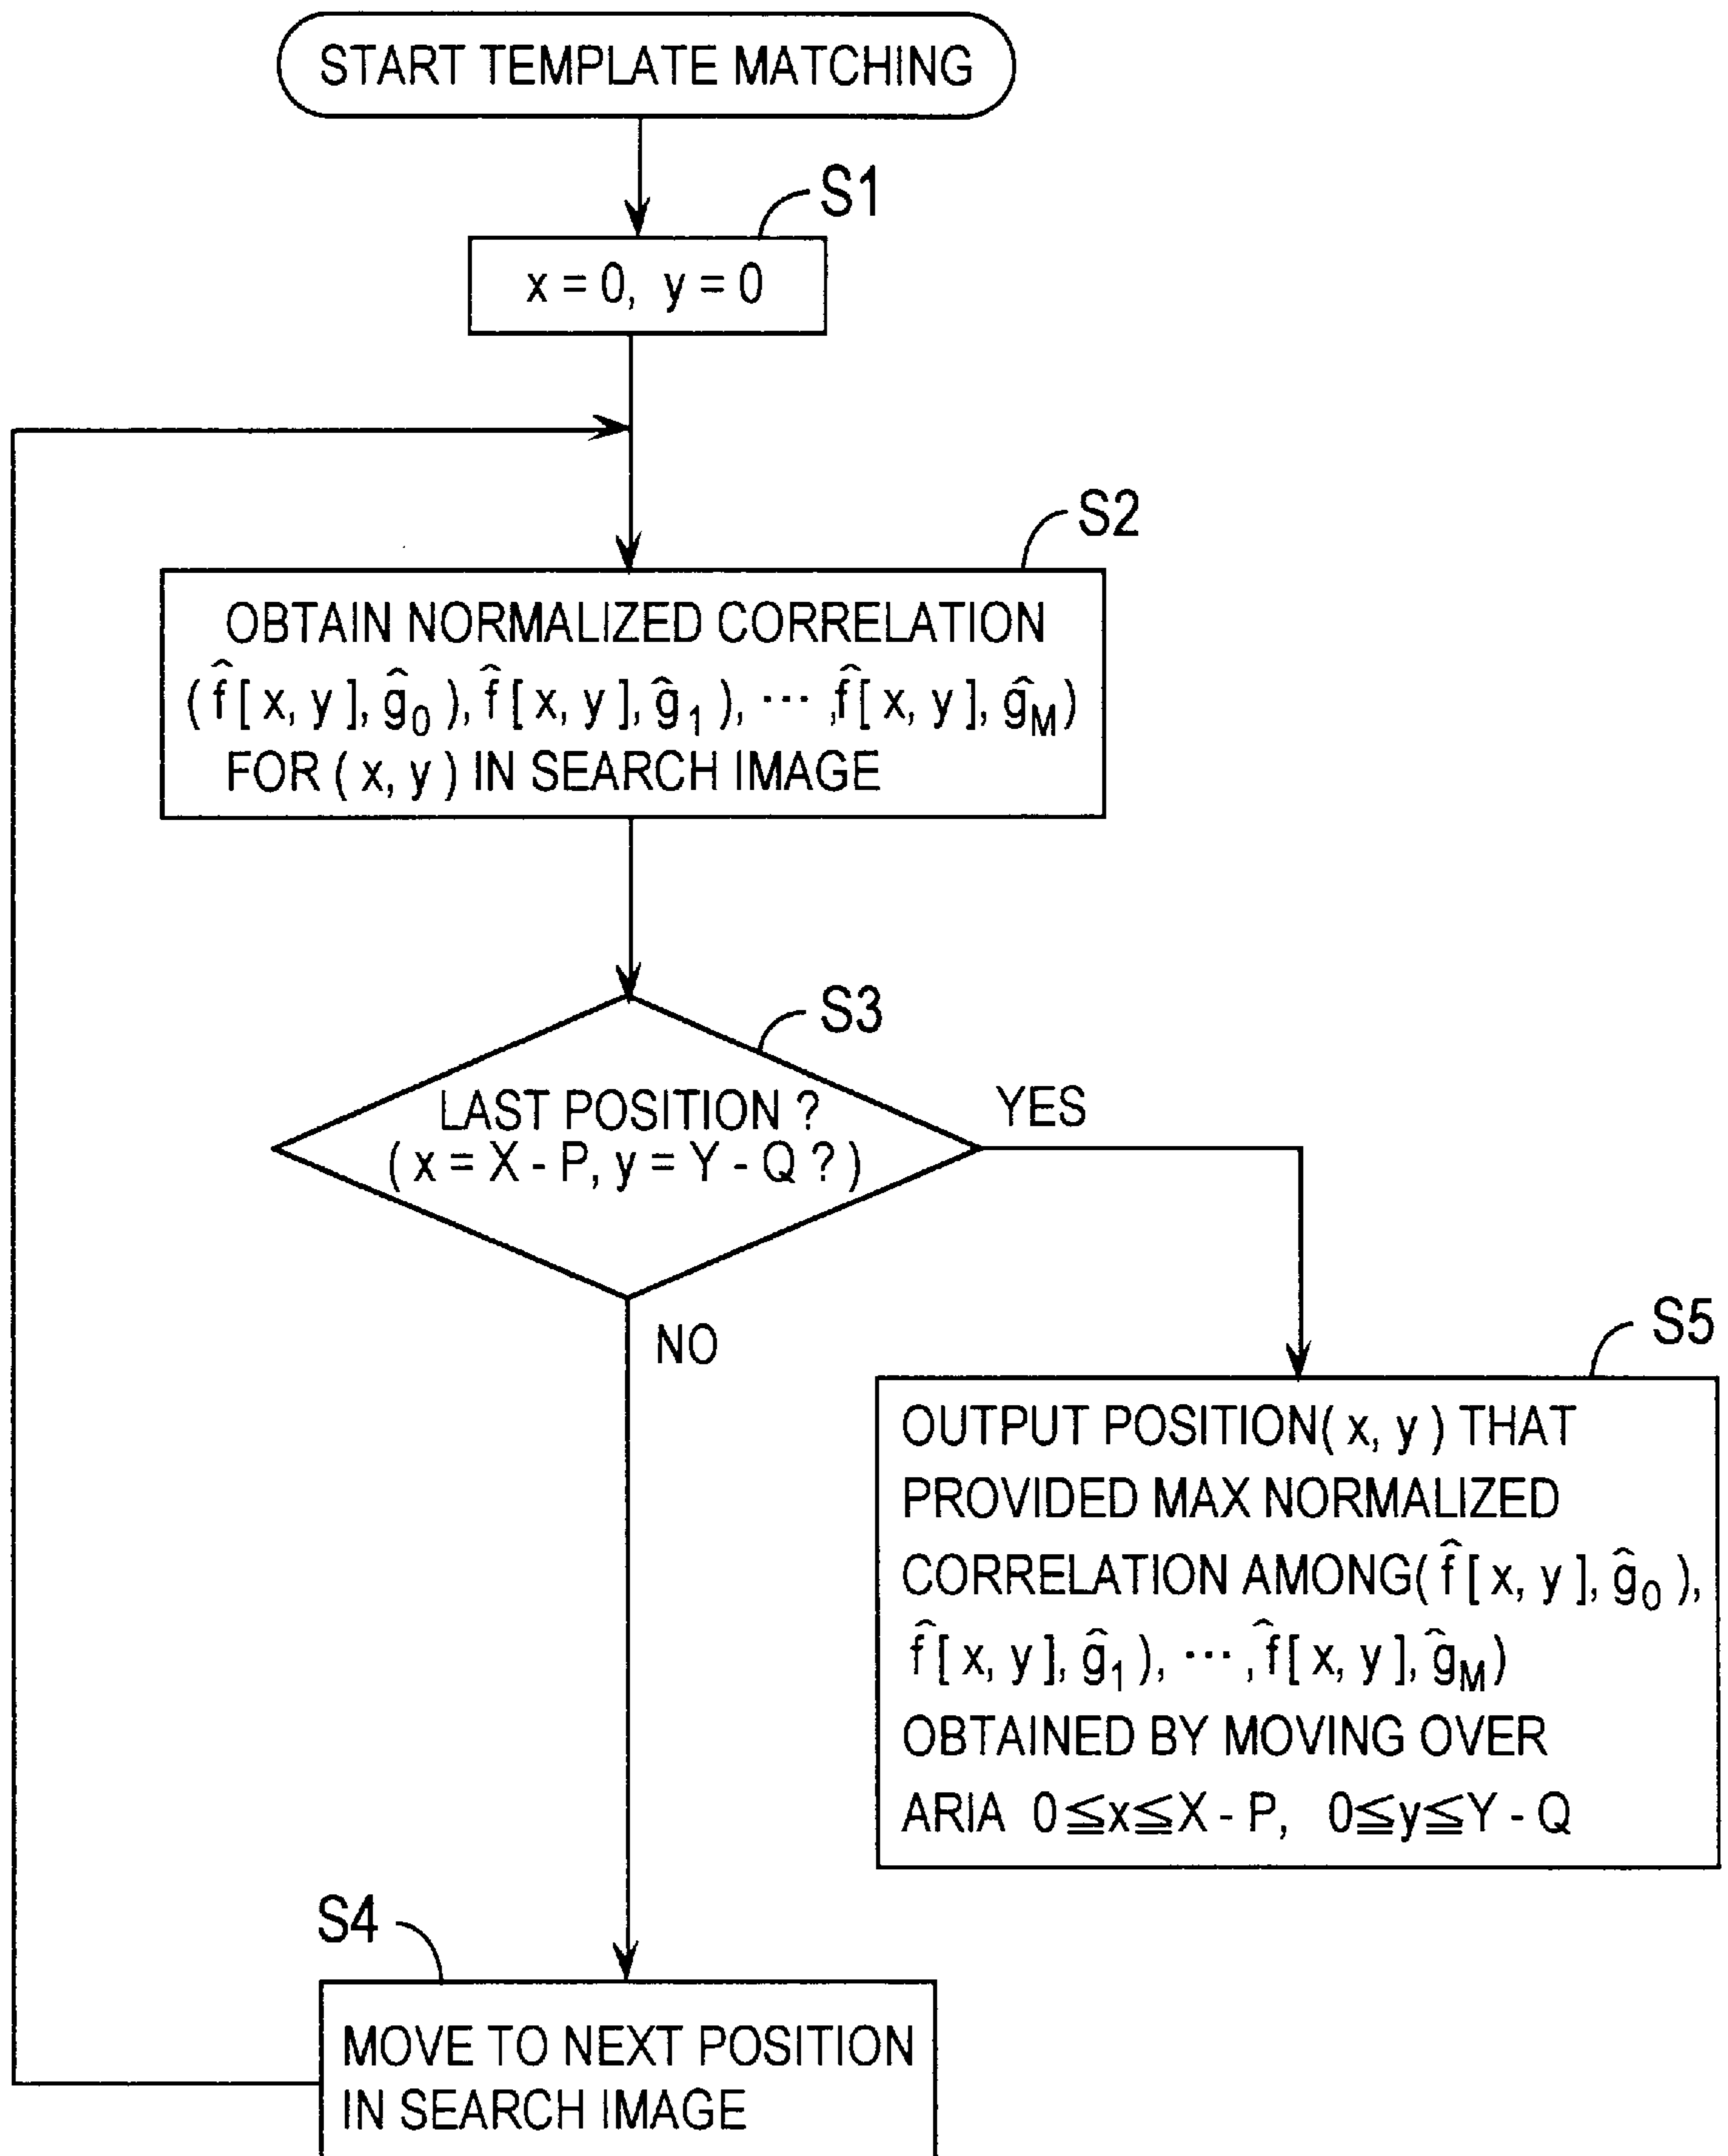 START TEMPLATE MATCHING
S1
x = 0, y = 0
S2
OBTAIN NORMALIZED CORRELATION
(f̂[ x, y ], ĝ₀ ), f̂[ x, y ], ĝ₁ ), ··· ,f̂[ x, y ], ĝM)
FOR ( x, y ) IN SEARCH IMAGE
S3
LAST POSITION ?
( x = X - P, y = Y - Q ? )
YES
NO
S5
OUTPUT POSITION( x, y ) THAT
PROVIDED MAX NORMALIZED
CORRELATION AMONG( f̂[ x, y ], ĝ₀ ),
f̂[ x, y ], ĝ₁ ), ··· ,f̂[ x, y ], ĝM)
OBTAINED BY MOVING OVER
ARIA 0≦x≦X - P, 0≦y≦Y - Q
S4
MOVE TO NEXT POSITION
IN SEARCH IMAGE